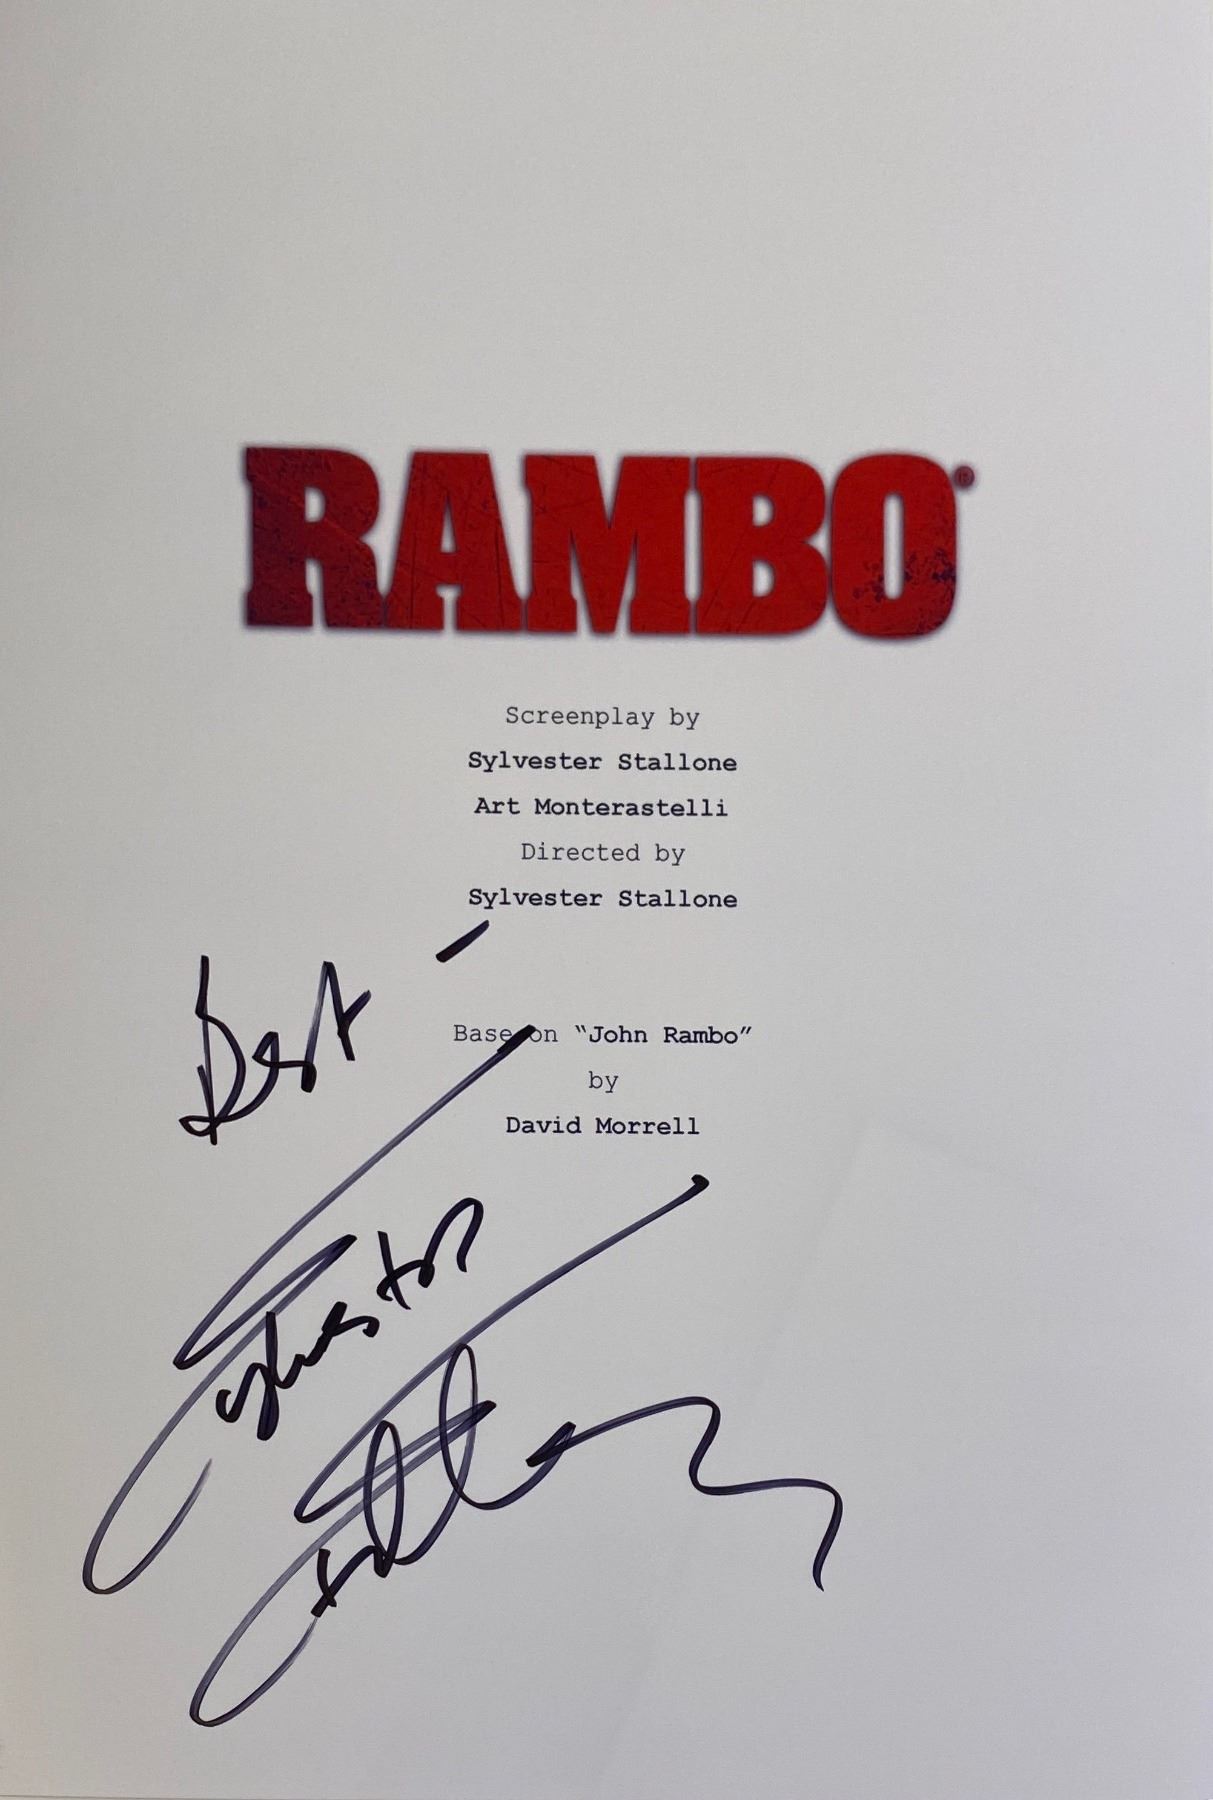 RAMBO®
Screenplay by
Sylvester Stallone
Art Monterastelli
Directed by
Sylvester Stallone
Best -
Base on “John Rambo”
by
David Morrell
Sylvester
Stallone